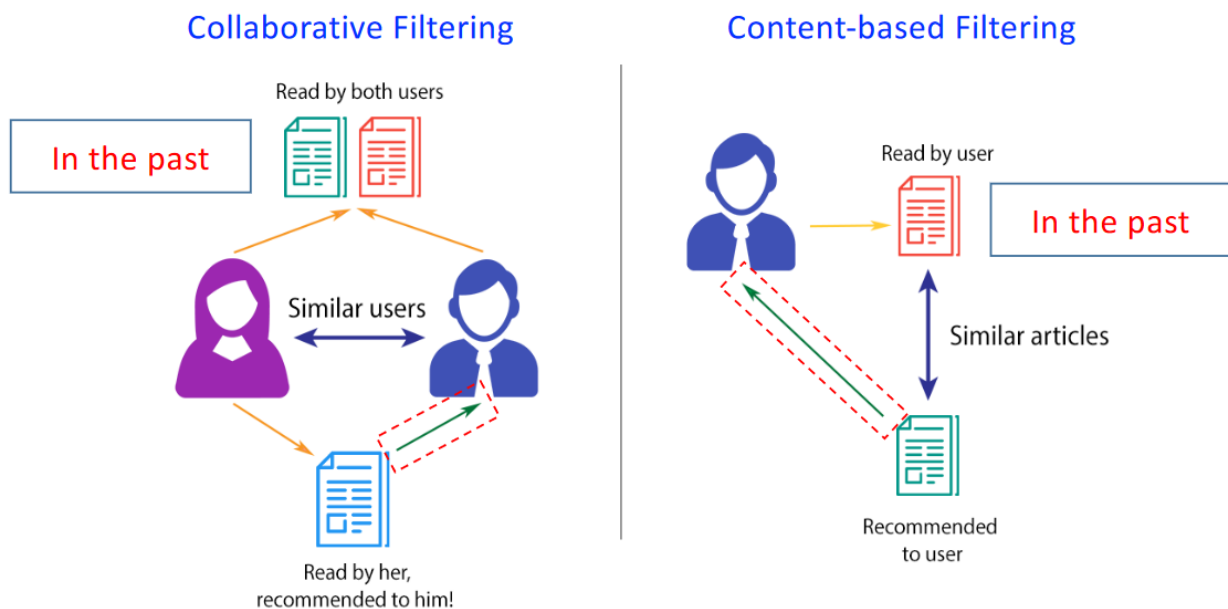 Collaborative Filtering
Read by both users
In the past
Similar users
Read by her,
recommended to him!
Content-based Filtering
Read by user
In the past
Similar articles
Recommended
to user